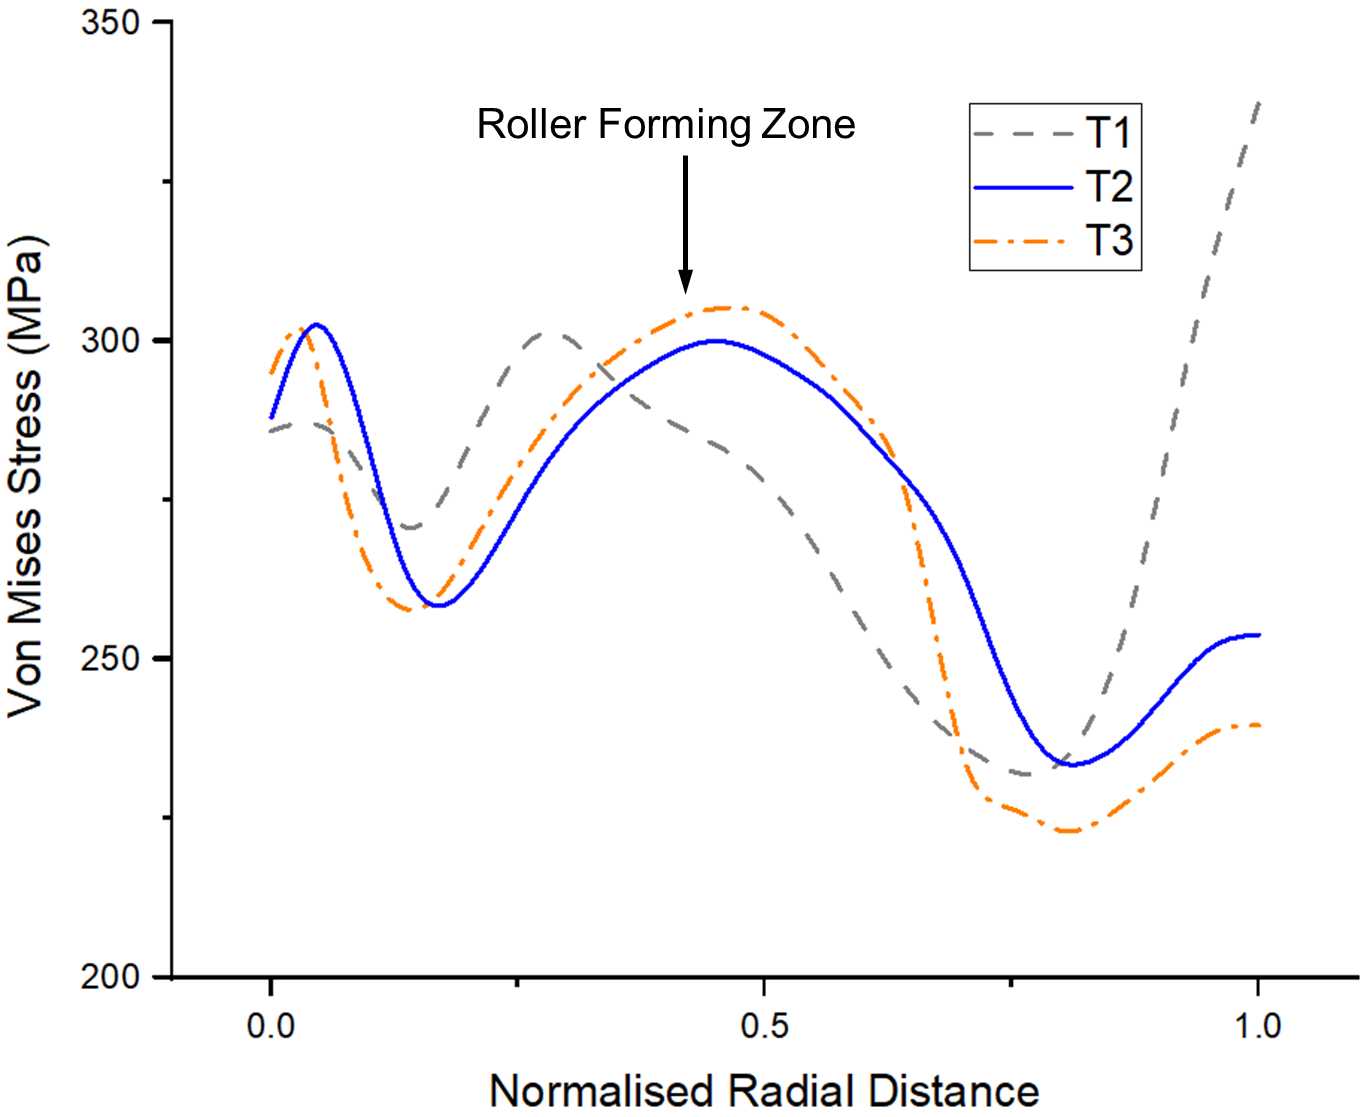 350
300
250
200
Von Mises Stress (MPa)
Roller Forming Zone
T1
T2
T3
0.0
0.5
1.0
Normalised Radial Distance